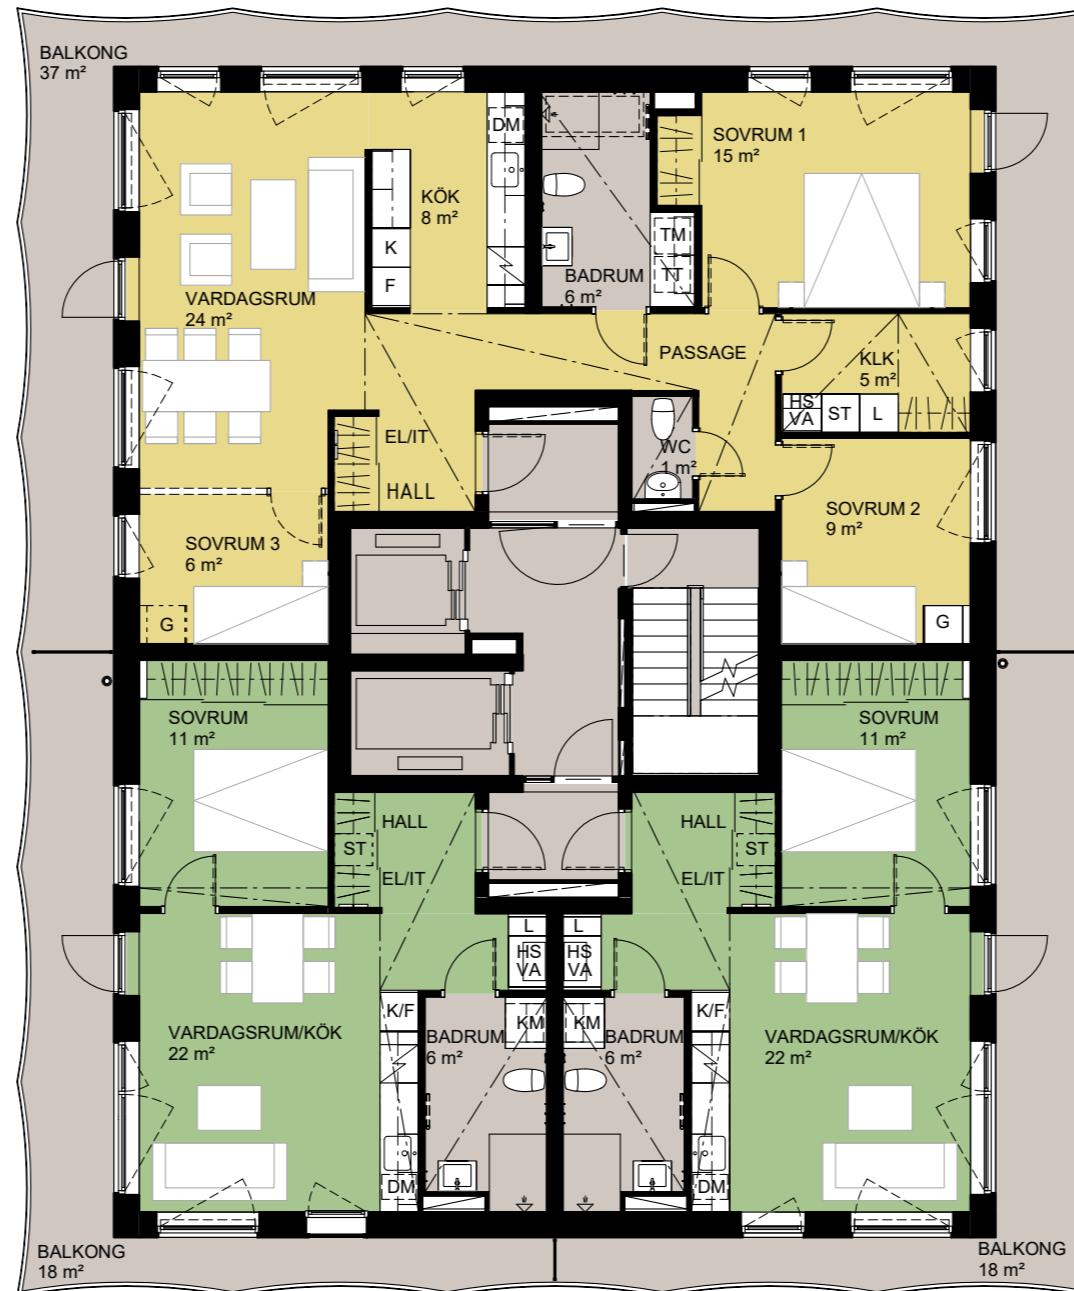 BALKONG
37 m²
DM
SOVRUM 1
15 m²
KÖK
8 m²
K
F
TM
TT
BADRUM
6 m²
VARDAGSRUM
24 m²
PASSAGE
KLK
5 m²
HS
VA
ST
L
EL/IT
HALL
WC
1 m²
SOVRUM 2
9 m²
SOVRUM 3
6 m²
G
G
SOVRUM
11 m²
SOVRUM
11 m²
HALL
ST
EL/IT
HALL
ST
EL/IT
L
HS
VA
L
HS
VA
K/F
KM
KM
K/F
VARDAGSRUM/KÖK
22 m²
BADRUM
6 m²
BADRUM
6 m²
VARDAGSRUM/KÖK
22 m²
DM
DM
BALKONG
18 m²
BALKONG
18 m²